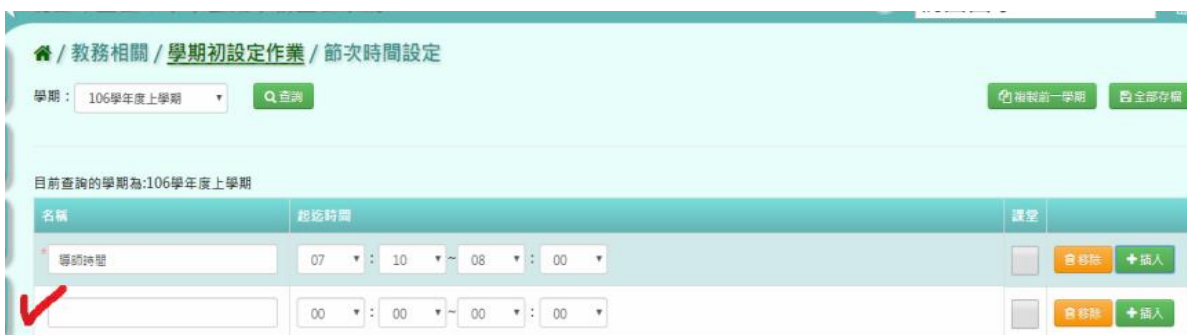 / 教務相關 / 學期初設定作業 / 節次時間設定
學期： 106學年度上學期 查詢 複製前一學期 全部存檔
目前查詢的學期為:106學年度上學期
名稱 起迄時間 課堂
* 導師時間 07 : 10 ~ 08 : 00 移除 +插入
00 : 00 ~ 00 : 00 移除 +插入